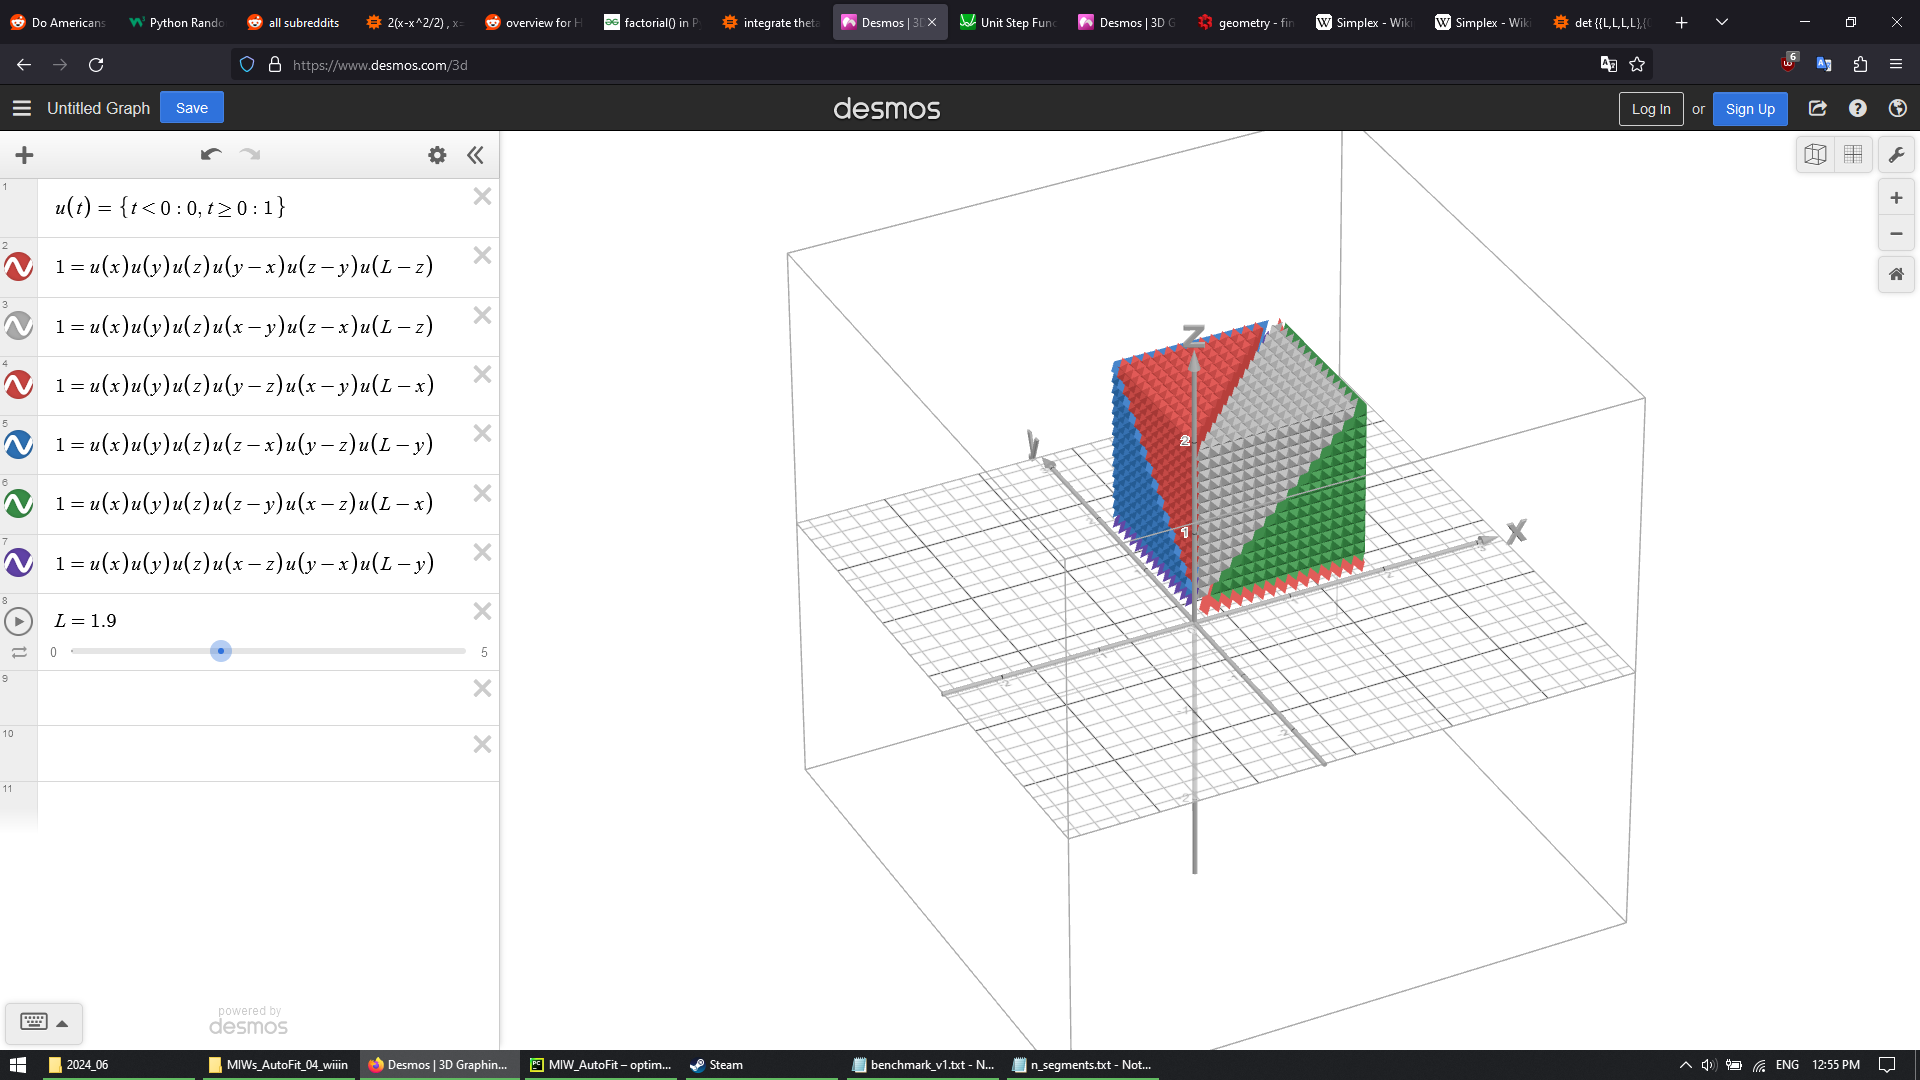 Do Americans
Python Rando
all subreddits
2(x-x^2/2) , x=
overview for H
factorial() in P
integrate theta
Desmos | 3D
Unit Step Func
Desmos | 3D G
geometry - fin
Simplex - Wiki
Simplex - Wiki
det {{L,L,L,L},{
https://www.desmos.com/3d
6
Untitled Graph
Save
desmos
Log In
or
Sign Up
1
u(t) = {t < 0 : 0, t ≥ 0 : 1}
2
1 = u(x)u(y)u(z)u(y − x)u(z − y)u(L − z)
3
1 = u(x)u(y)u(z)u(x − y)u(z − x)u(L − z)
4
1 = u(x)u(y)u(z)u(y − z)u(x − y)u(L − x)
5
1 = u(x)u(y)u(z)u(z − x)u(y − z)u(L − y)
6
1 = u(x)u(y)u(z)u(z − y)u(x − z)u(L − x)
7
1 = u(x)u(y)u(z)u(x − z)u(y − x)u(L − y)
8
L = 1.9
0
5
9
10
11
z
y
x
2
1
-1
-2
powered by
desmos
2024_06
MIWs_AutoFit_04_wiiin
Desmos | 3D Graphin...
MIW_AutoFit – optim...
Steam
benchmark_v1.txt - N...
n_segments.txt - Not...
ENG
12:55 PM